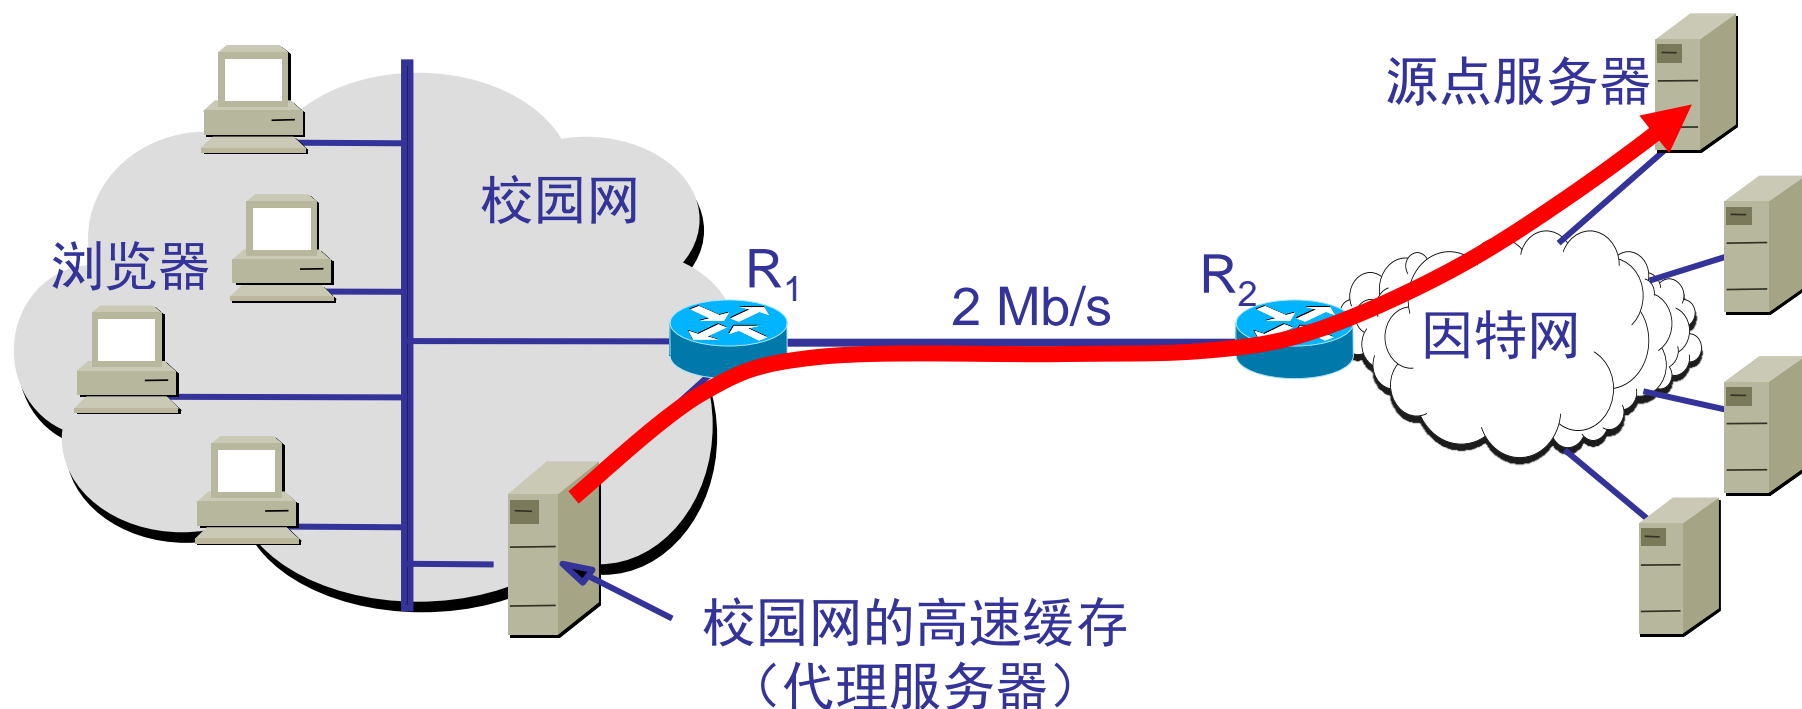 源点服务器
校园网
浏览器
R1
2 Mb/s
R2
因特网
校园网的高速缓存
（代理服务器）